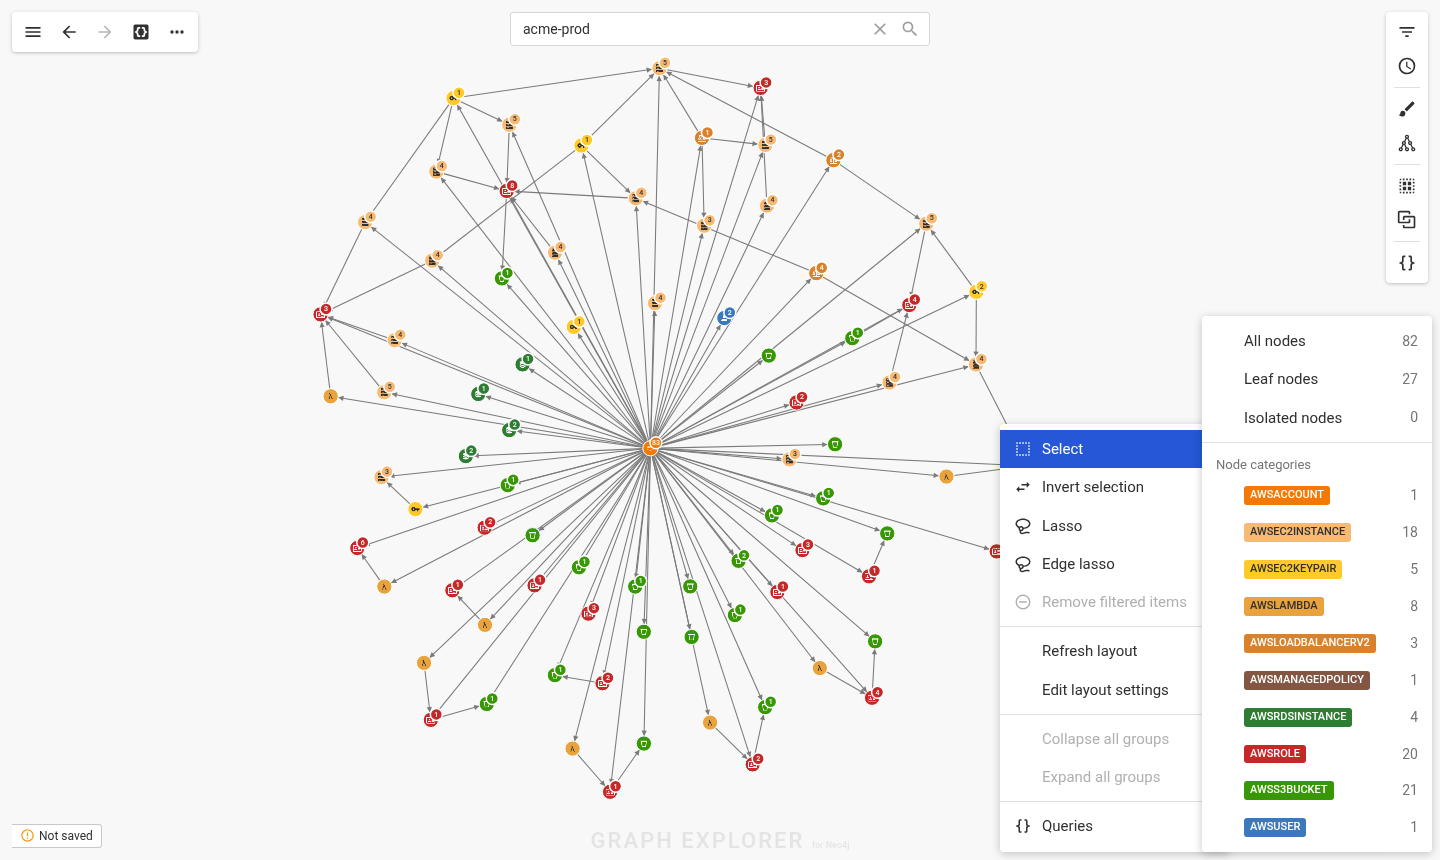 acme-prod
All nodes 82
Leaf nodes 27
Isolated nodes 0
Node categories
AWSACCOUNT 1
AWSEC2INSTANCE 18
AWSEC2KEYPAIR 5
AWSLAMBDA 8
AWSLOADBALANCERV2 3
AWSMANAGEDPOLICY 1
AWSRDSINSTANCE 4
AWSROLE 20
AWSS3BUCKET 21
AWSUSER 1
Select
Invert selection
Lasso
Edge lasso
Remove filtered items
Refresh layout
Edit layout settings
Collapse all groups
Expand all groups
{} Queries
Not saved
GRAPH EXPLORER for Neo4j